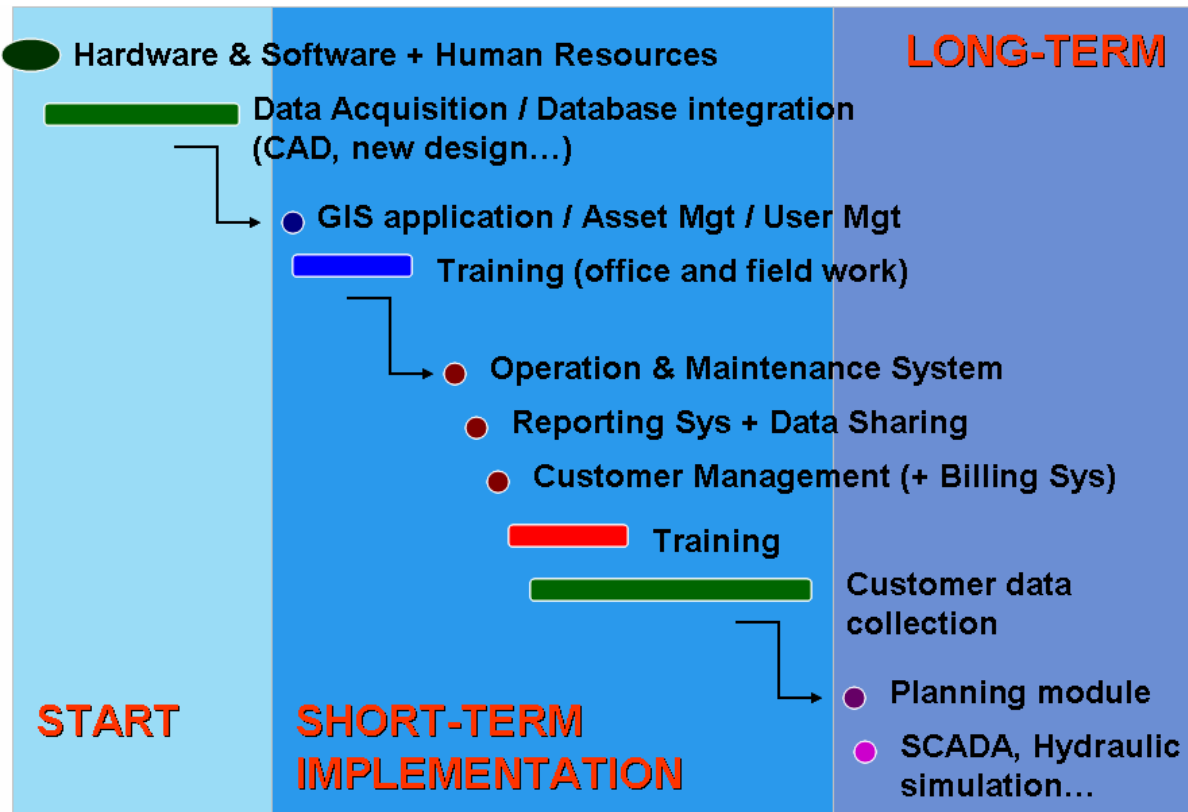 LONG-TERM
Hardware & Software + Human Resources
Data Acquisition / Database integration
(CAD, new design…)
GIS application / Asset Mgt / User Mgt
Training (office and field work)
Operation & Maintenance System
Reporting Sys + Data Sharing
Customer Management (+ Billing Sys)
Training
Customer data
collection
Planning module
SCADA, Hydraulic
simulation…
START
SHORT-TERM
IMPLEMENTATION